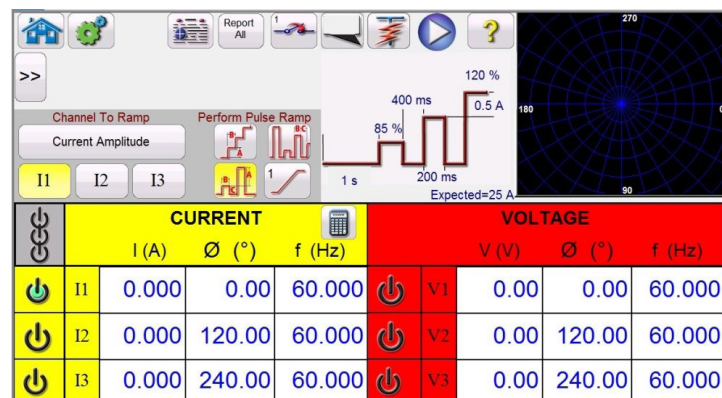 Report All
1
?
270
>>
120 %
400 ms
0.5 A
180
0
Channel To Ramp
Perform Pulse Ramp
85 %
Current Amplitude
B
A
BC
I1
I2
I3
B
A
C
1
1 s
200 ms
Expected=25 A
90
CURRENT
VOLTAGE
I (A) Ø (°) f (Hz) V (V) Ø (°) f (Hz)
I1 0.000 0.00 60.000 V1 0.00 0.00 60.000
I2 0.000 120.00 60.000 V2 0.00 120.00 60.000
I3 0.000 240.00 60.000 V3 0.00 240.00 60.000